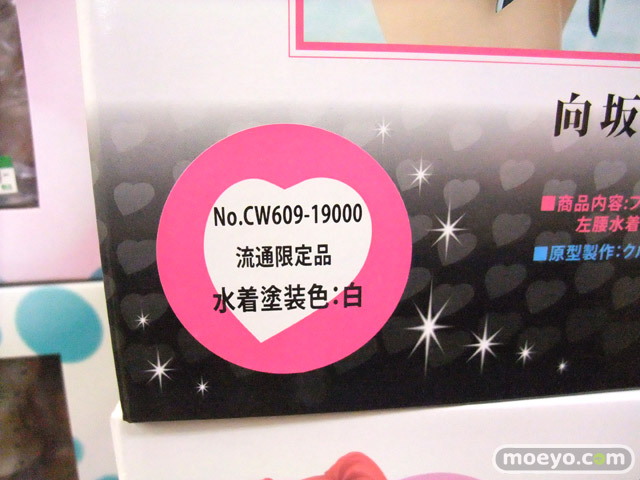 向坂
No.CW609-19000
流通限定品
水着塗装色：白
■商品内容:フ
左腰水着
■原型製作：クル
moeyo.com